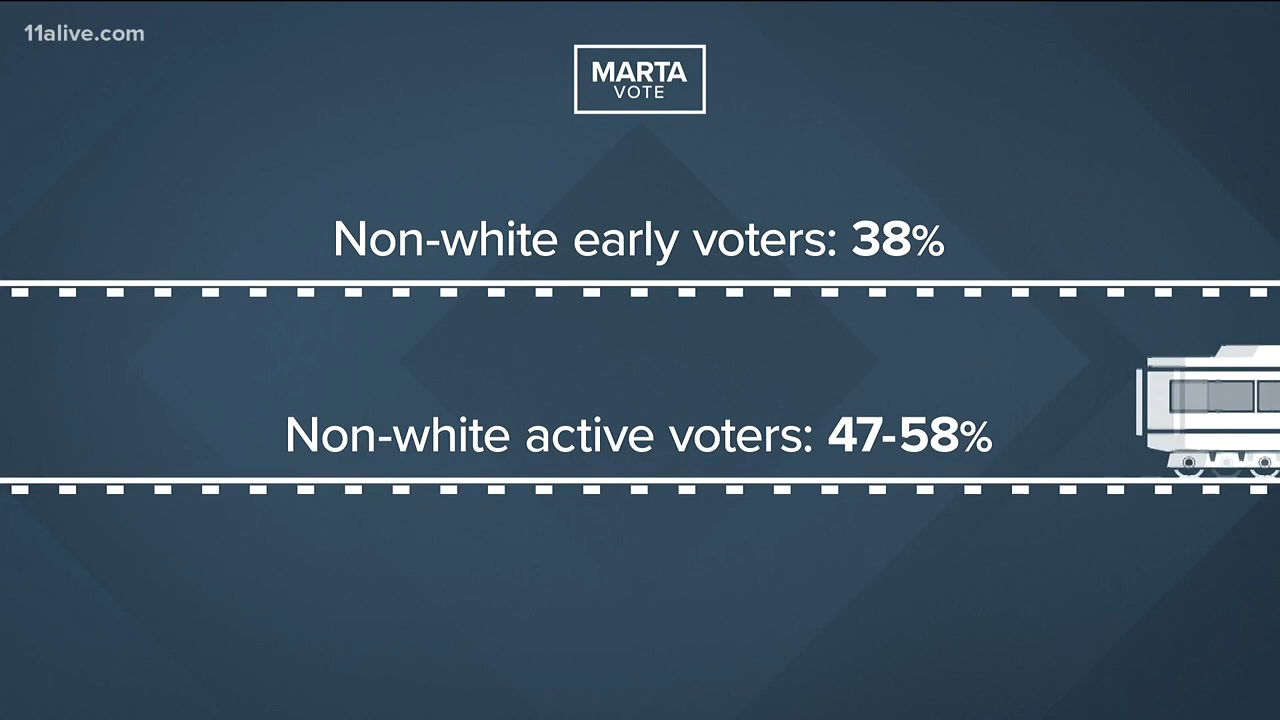 11alive.com
MARTA
VOTE
Non-white early voters: 38%
Non-white active voters: 47-58%